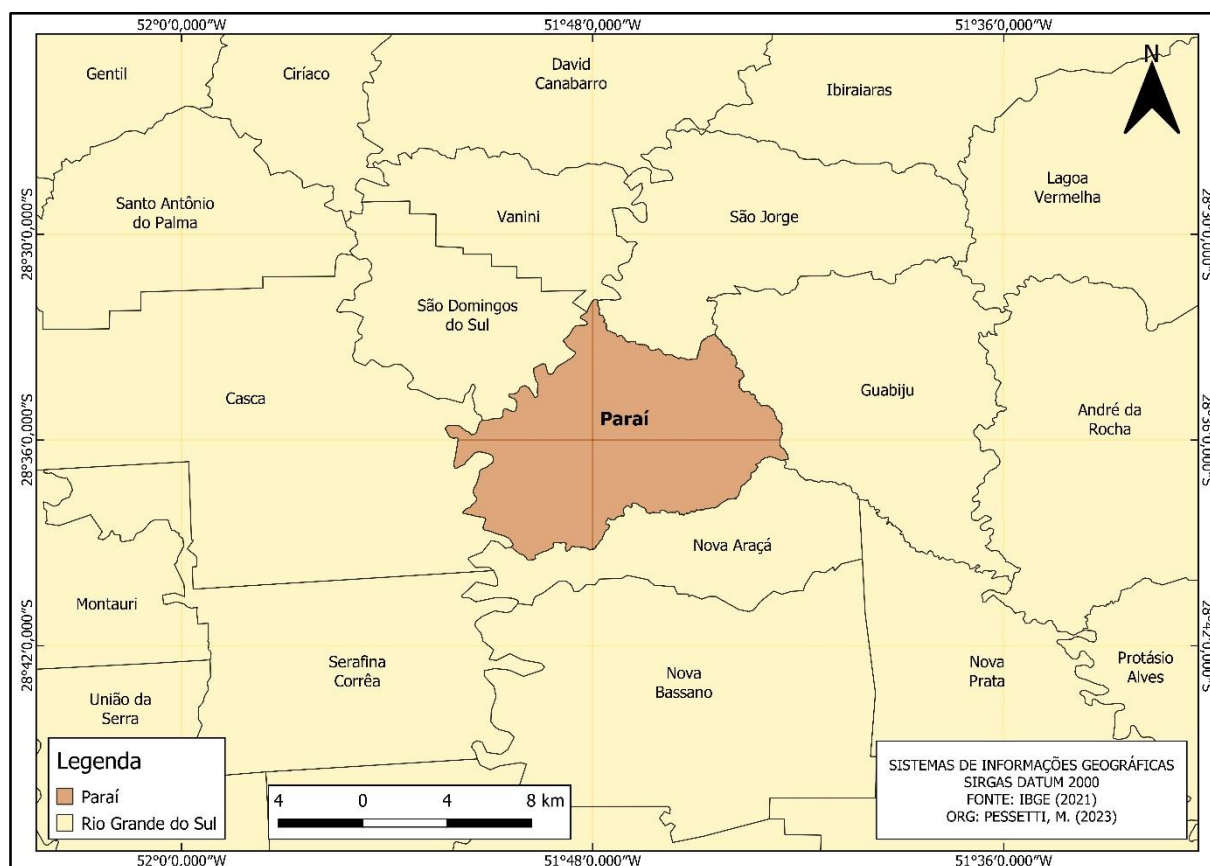 52°0'0,000"W
51°48'0,000"W
51°36'0,000"W
N
Gentil
Ciríaco
David
Canabarro
Ibiraiaras
Lagoa
Vermelha
Santo Antônio
do Palma
Vanini
São Jorge
28°30'0,000"S
28°30'0,000"S
São Domingos
do Sul
Casca
Paraí
Guabiju
André da
Rocha
28°36'0,000"S
28°36'0,000"S
Nova Araçá
Montauri
Serafina
Corrêa
Nova
Bassano
Nova
Prata
Protásio
Alves
28°42'0,000"S
28°42'0,000"S
União da
Serra
Legenda
Paraí
Rio Grande do Sul
4 0 4 8 km
SISTEMAS DE INFORMAÇÕES GEOGRÁFICAS
SIRGAS DATUM 2000
FONTE: IBGE (2021)
ORG: PESSETTI, M. (2023)
52°0'0,000"W
51°48'0,000"W
51°36'0,000"W